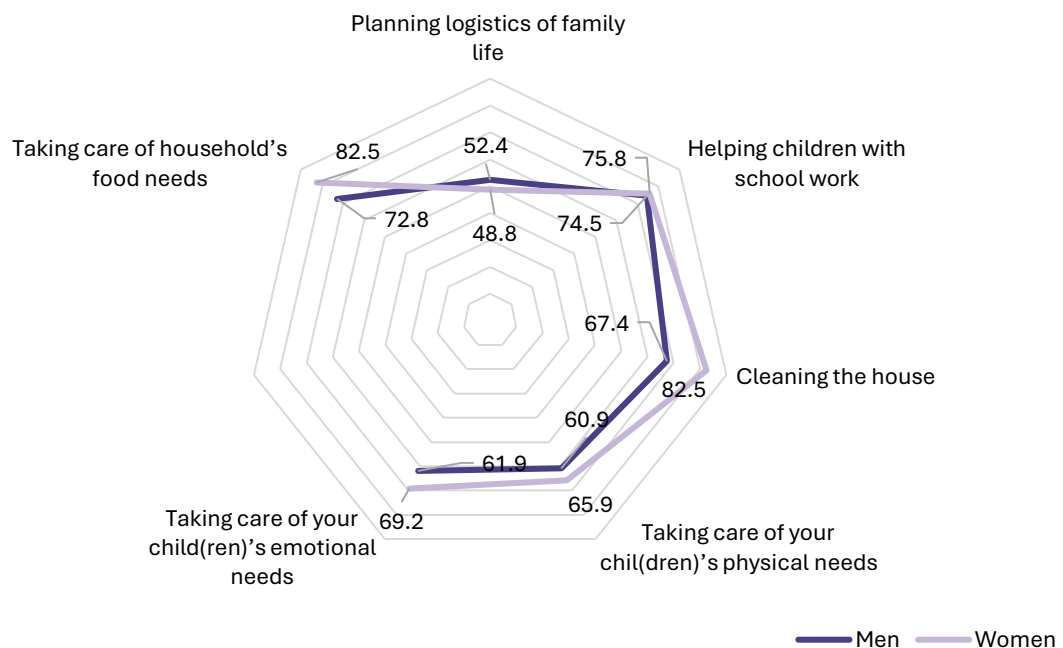 Planning logistics of family
life
Taking care of household’s
food needs
82.5
52.4
75.8
Helping children with
school work
72.8
48.8
74.5
67.4
Cleaning the house
82.5
60.9
61.9
65.9
69.2
Taking care of your
child(ren)’s emotional
needs
Taking care of your
chil(dren)’s physical needs
Men
Women